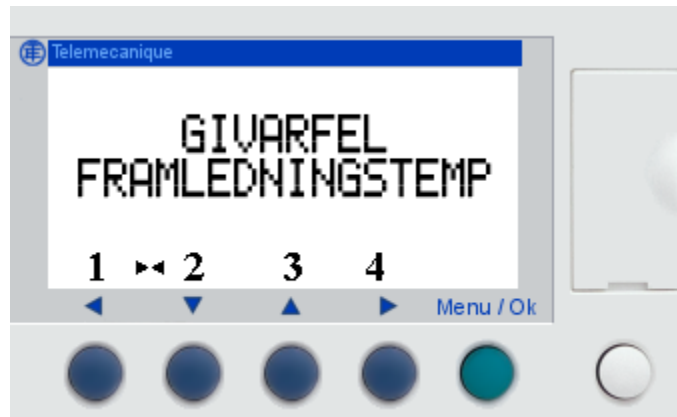 Telemecanique
GIVARFEL
FRAMLEDNINGSTEMP
1 2 3 4
Menu / Ok